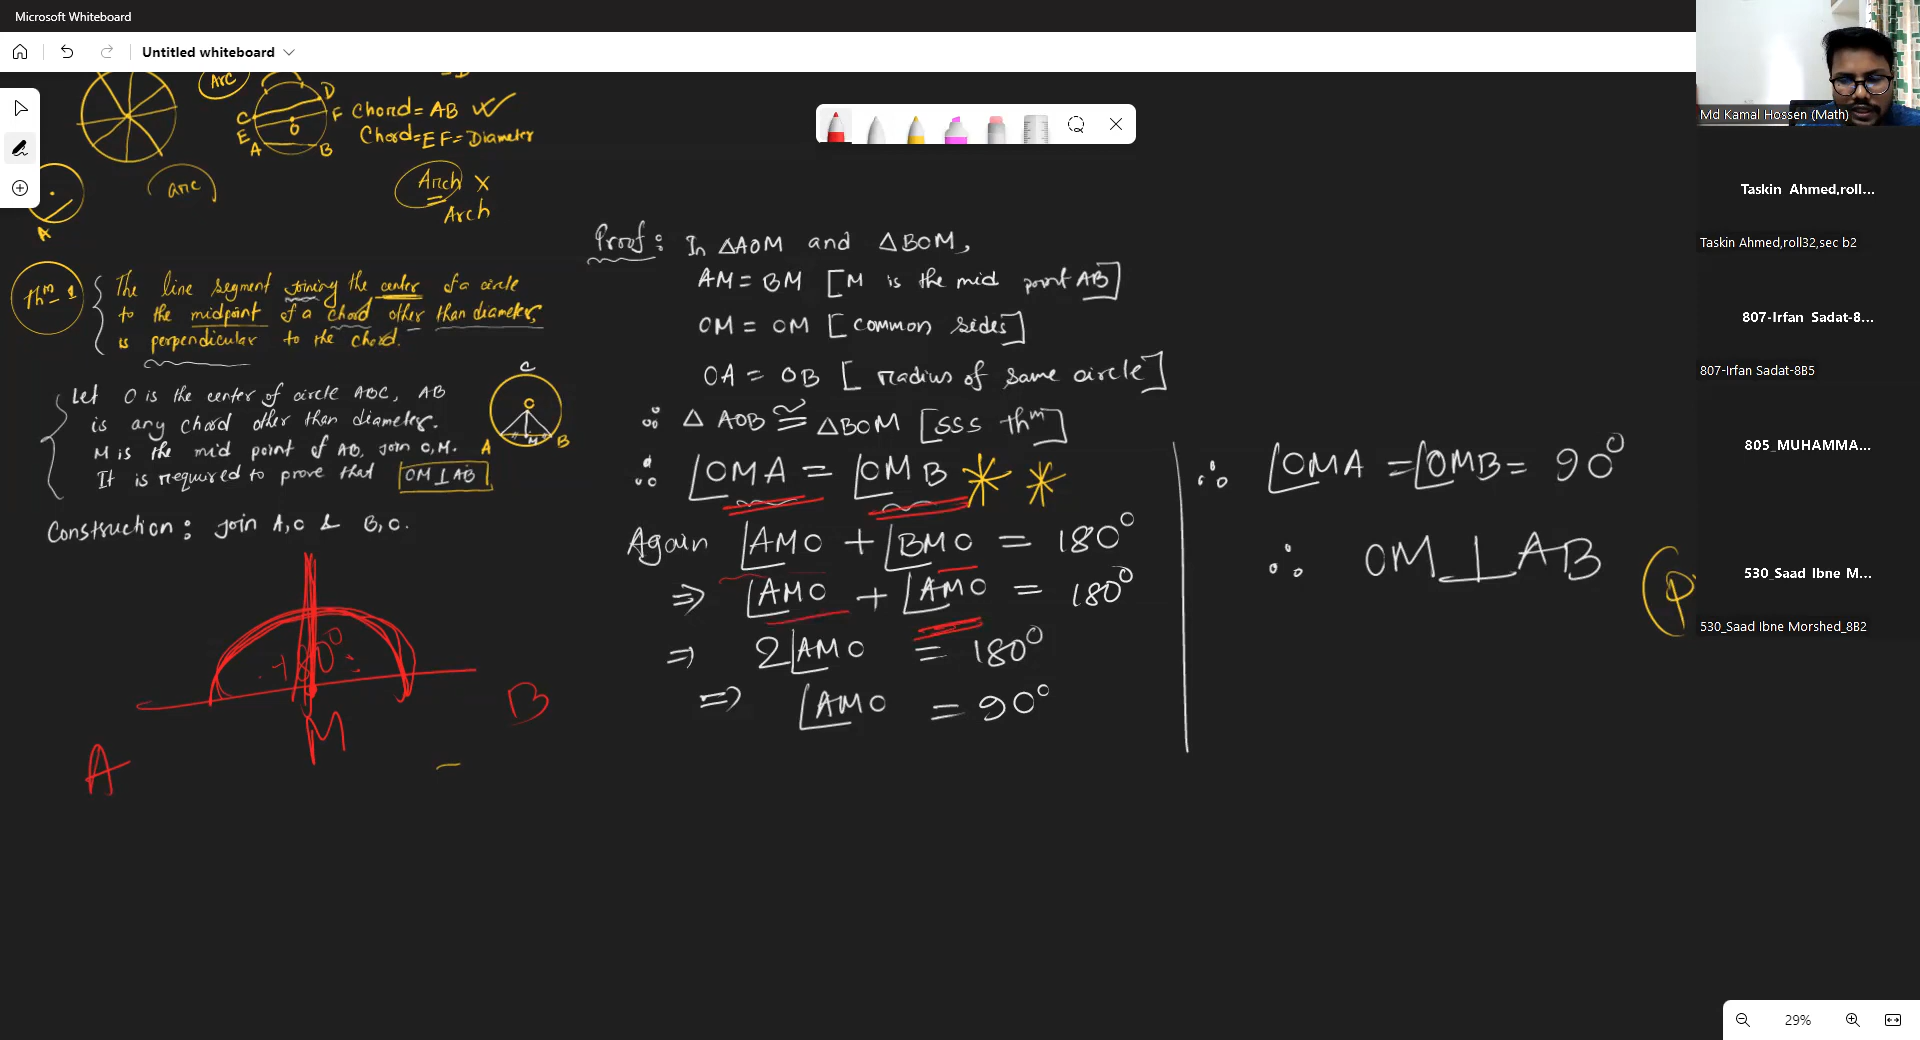 Microsoft Whiteboard
Untitled whiteboard
Arc
C D
E F
O
A B
Chord = AB
Chord = EF = Diameter
A
arc
Arch X
Arch
Thm - 1
The line segment joining the center of a circle
to the midpoint of a chord other than diameter,
is perpendicular to the chord.
Let O is the center of circle ABC, AB
is any chord other than diameter.
M is the mid point of AB, join O,M.
It is required to prove that OM⊥AB
C
O
A M B
Construction: join A,O & B,O.
180°
A M B
Proof: In △AOM and △BOM,
AM = BM [M is the mid point AB]
OM = OM [common sides]
OA = OB [radius of same circle]
∴ △AOB ≅ △BOM [SSS thm]
∴ ∠OMA = ∠OMB
Again ∠AMO + ∠BMO = 180°
⇒ ∠AMO + ∠AMO = 180°
⇒ 2∠AMO = 180°
⇒ ∠AMO = 90°
∴ ∠OMA = ∠OMB = 90°
∴ OM ⊥ AB
Md Kamal Hossen (Math)
Taskin Ahmed,roll...
Taskin Ahmed,roll32,sec b2
807-Irfan Sadat-8...
807-Irfan Sadat-8B5
805_MUHAMMA...
530_Saad Ibne M...
530_Saad Ibne Morshed_8B2
29%